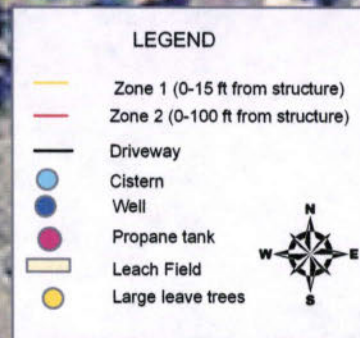 LEGEND
Zone 1 (0-15 ft from structure)
Zone 2 (0-100 ft from structure)
Driveway
Cistern
Well
Propane tank
Leach Field
Large leave trees
N
W E
S